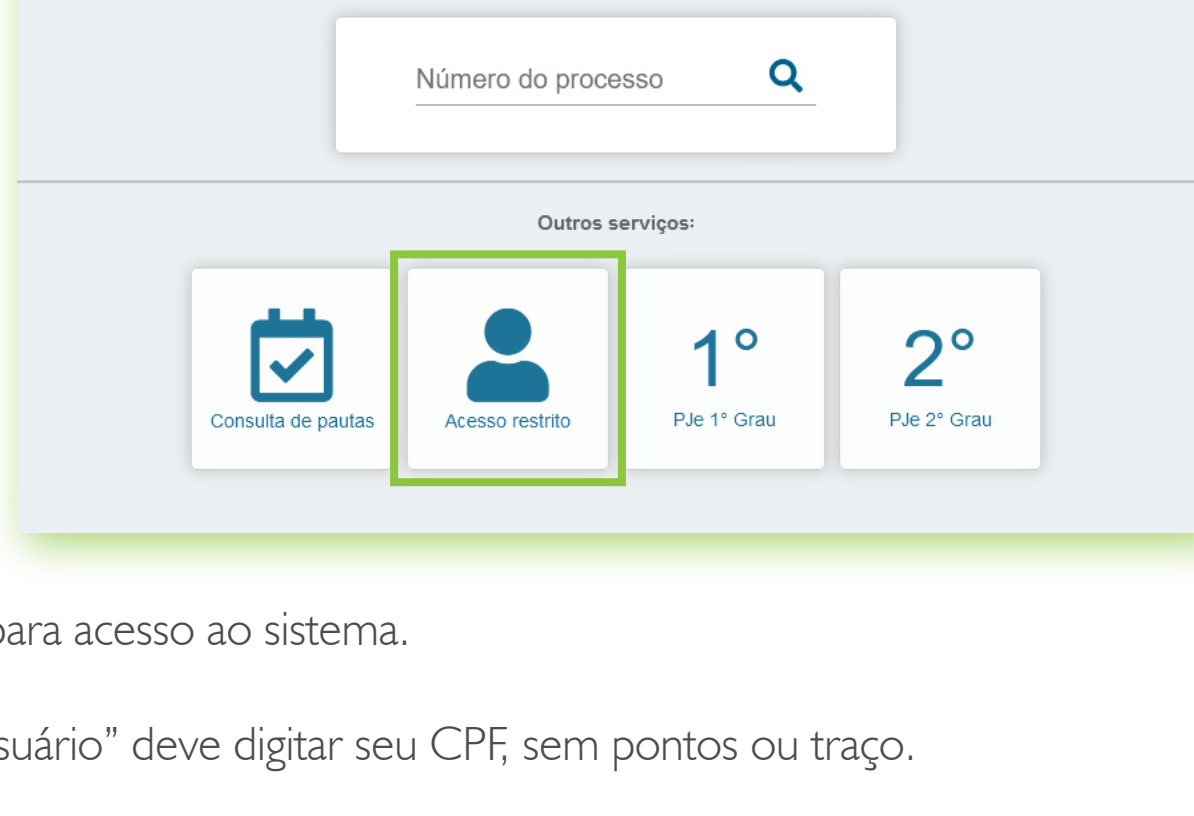 Número do processo
Outros serviços:
Consulta de pautas
Acesso restrito
1°
PJe 1° Grau
2°
PJe 2° Grau
para acesso ao sistema.
suário” deve digitar seu CPF, sem pontos ou traço.